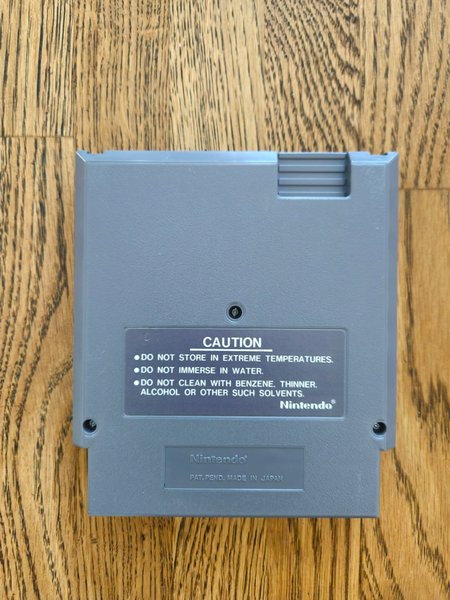 CAUTION
●DO NOT STORE IN EXTREME TEMPERATURES.
●DO NOT IMMERSE IN WATER.
●DO NOT CLEAN WITH BENZENE, THINNER,
ALCOHOL OR OTHER SUCH SOLVENTS.
Nintendo®
Nintendo®
PAT. PEND. MADE IN JAPAN